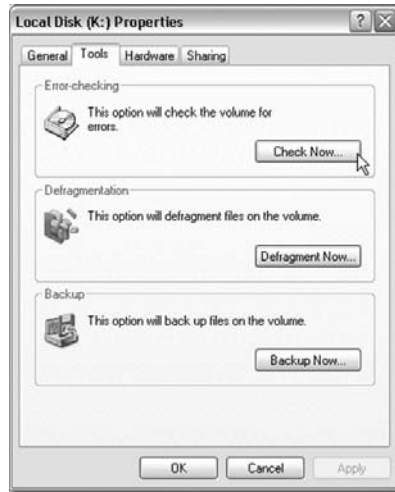 Local Disk (K:) Properties
General Tools Hardware Sharing
Error-checking
This option will check the volume for
errors.
Check Now...
Defragmentation
This option will defragment files on the volume.
Defragment Now...
Backup
This option will back up files on the volume.
Backup Now...
OK Cancel Apply